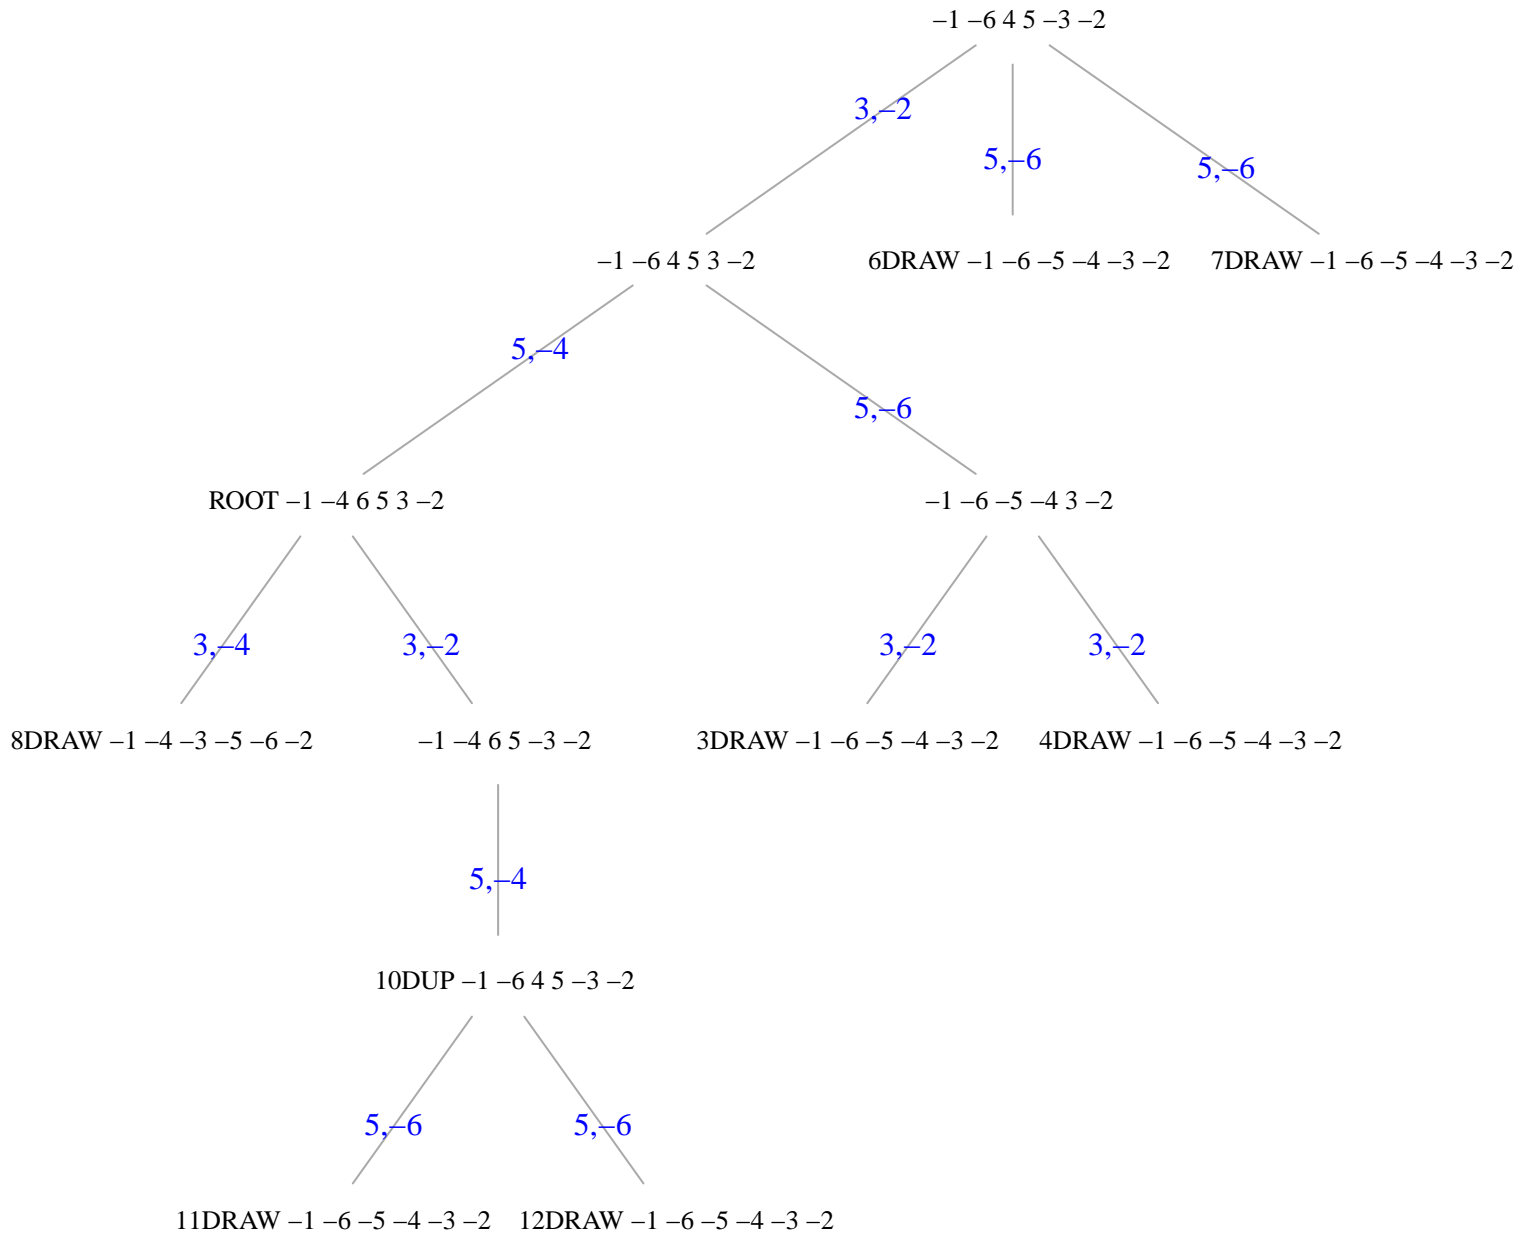 –1 –6 4 5 –3 –2
3,–2
5,–6
5,–6
–1 –6 4 5 3 –2
6DRAW –1 –6 –5 –4 –3 –2
7DRAW –1 –6 –5 –4 –3 –2
5,–4
5,–6
ROOT –1 –4 6 5 3 –2
–1 –6 –5 –4 3 –2
3,–4
3,–2
3,–2
3,–2
8DRAW –1 –4 –3 –5 –6 –2
–1 –4 6 5 –3 –2
3DRAW –1 –6 –5 –4 –3 –2
4DRAW –1 –6 –5 –4 –3 –2
5,–4
10DUP –1 –6 4 5 –3 –2
5,–6
5,–6
11DRAW –1 –6 –5 –4 –3 –2
12DRAW –1 –6 –5 –4 –3 –2